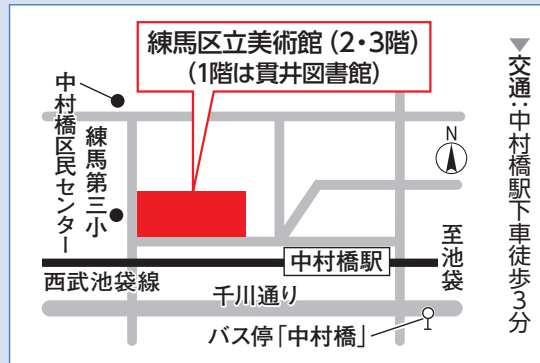 練馬区立美術館（2・3階）
（1階は貫井図書館）
中村橋区民センター
練馬第三小
N
▼交通：中村橋駅下車徒歩3分
至池袋
中村橋駅
西武池袋線
千川通り
バス停「中村橋」